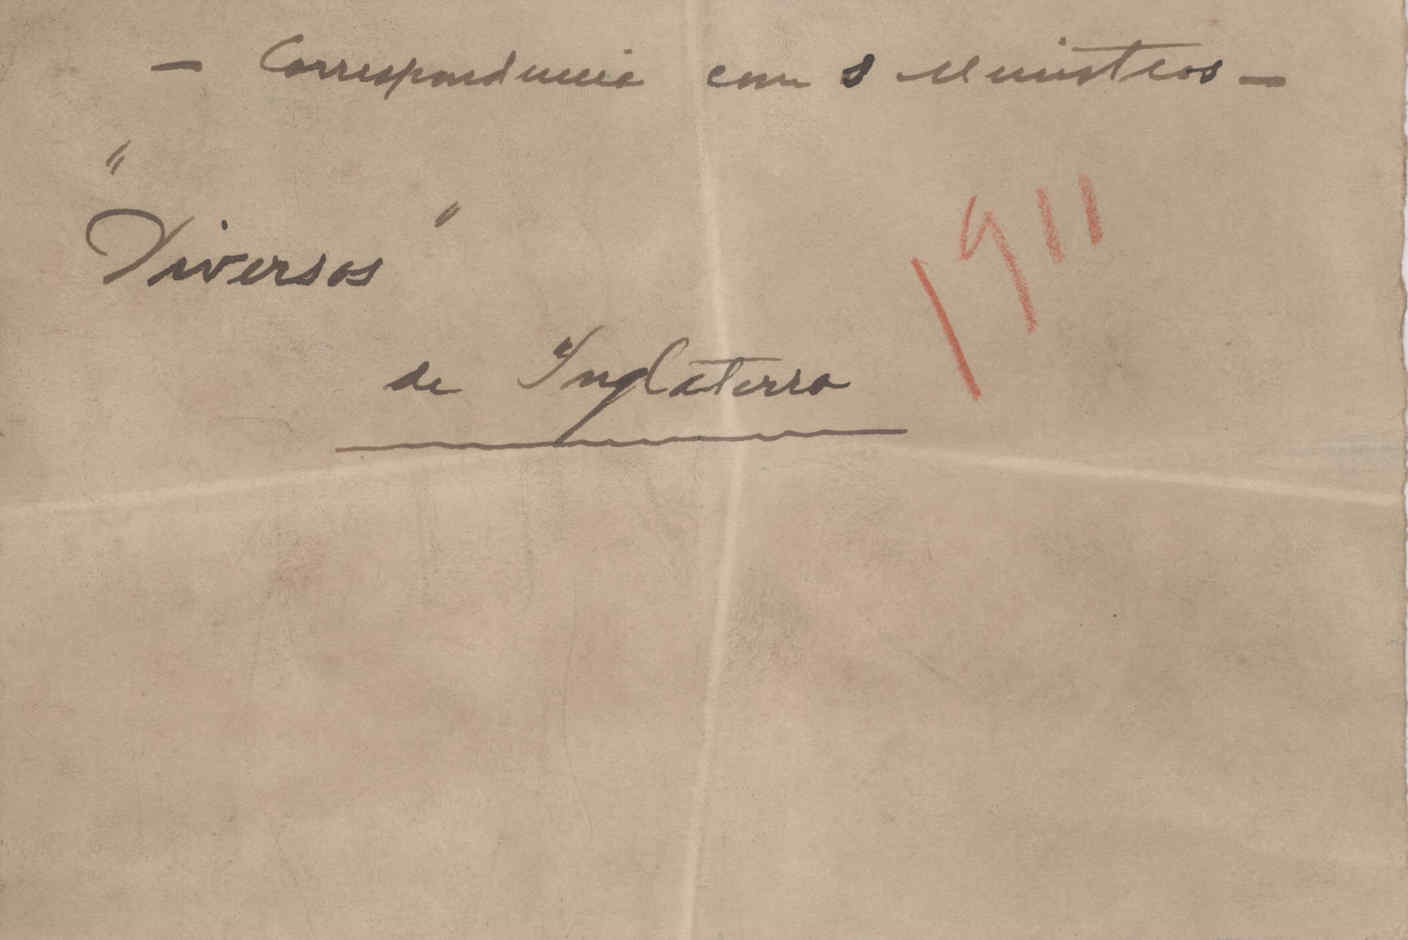 — Correspondencia com os Ministros —
"
Diversos "
1911
de Inglaterra